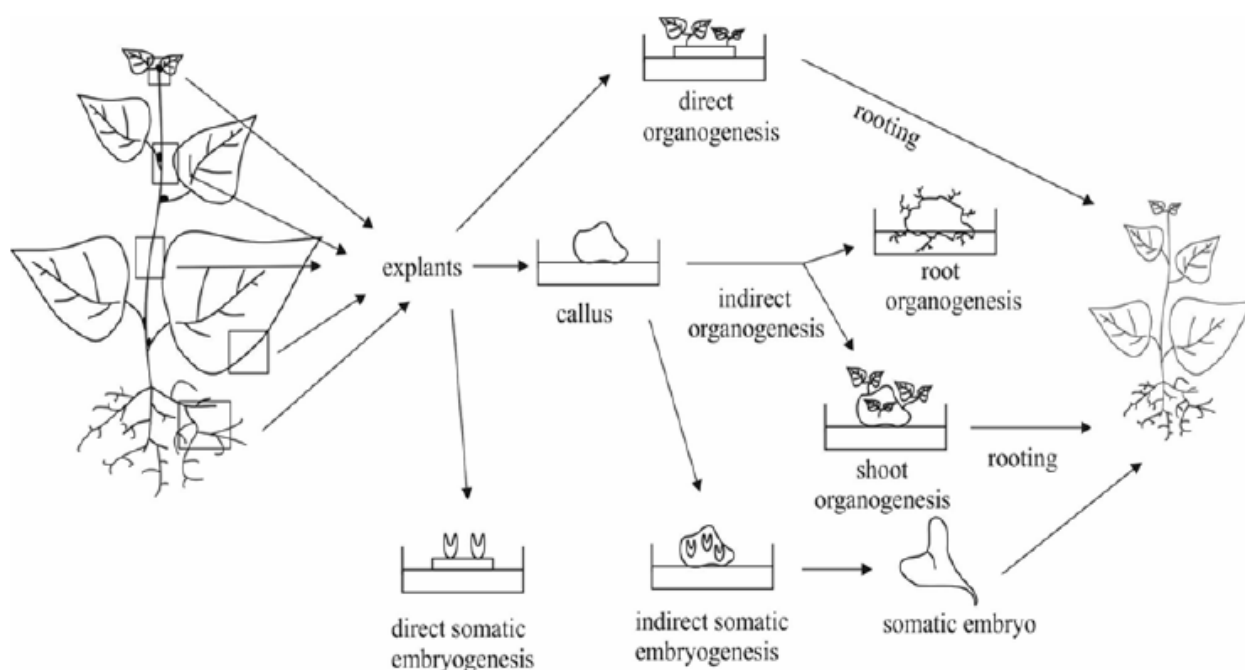 direct
organogenesis
rooting
explants
callus
indirect
organogenesis
root
organogenesis
shoot
organogenesis
rooting
direct somatic
embryogenesis
indirect somatic
embryogenesis
somatic embryo